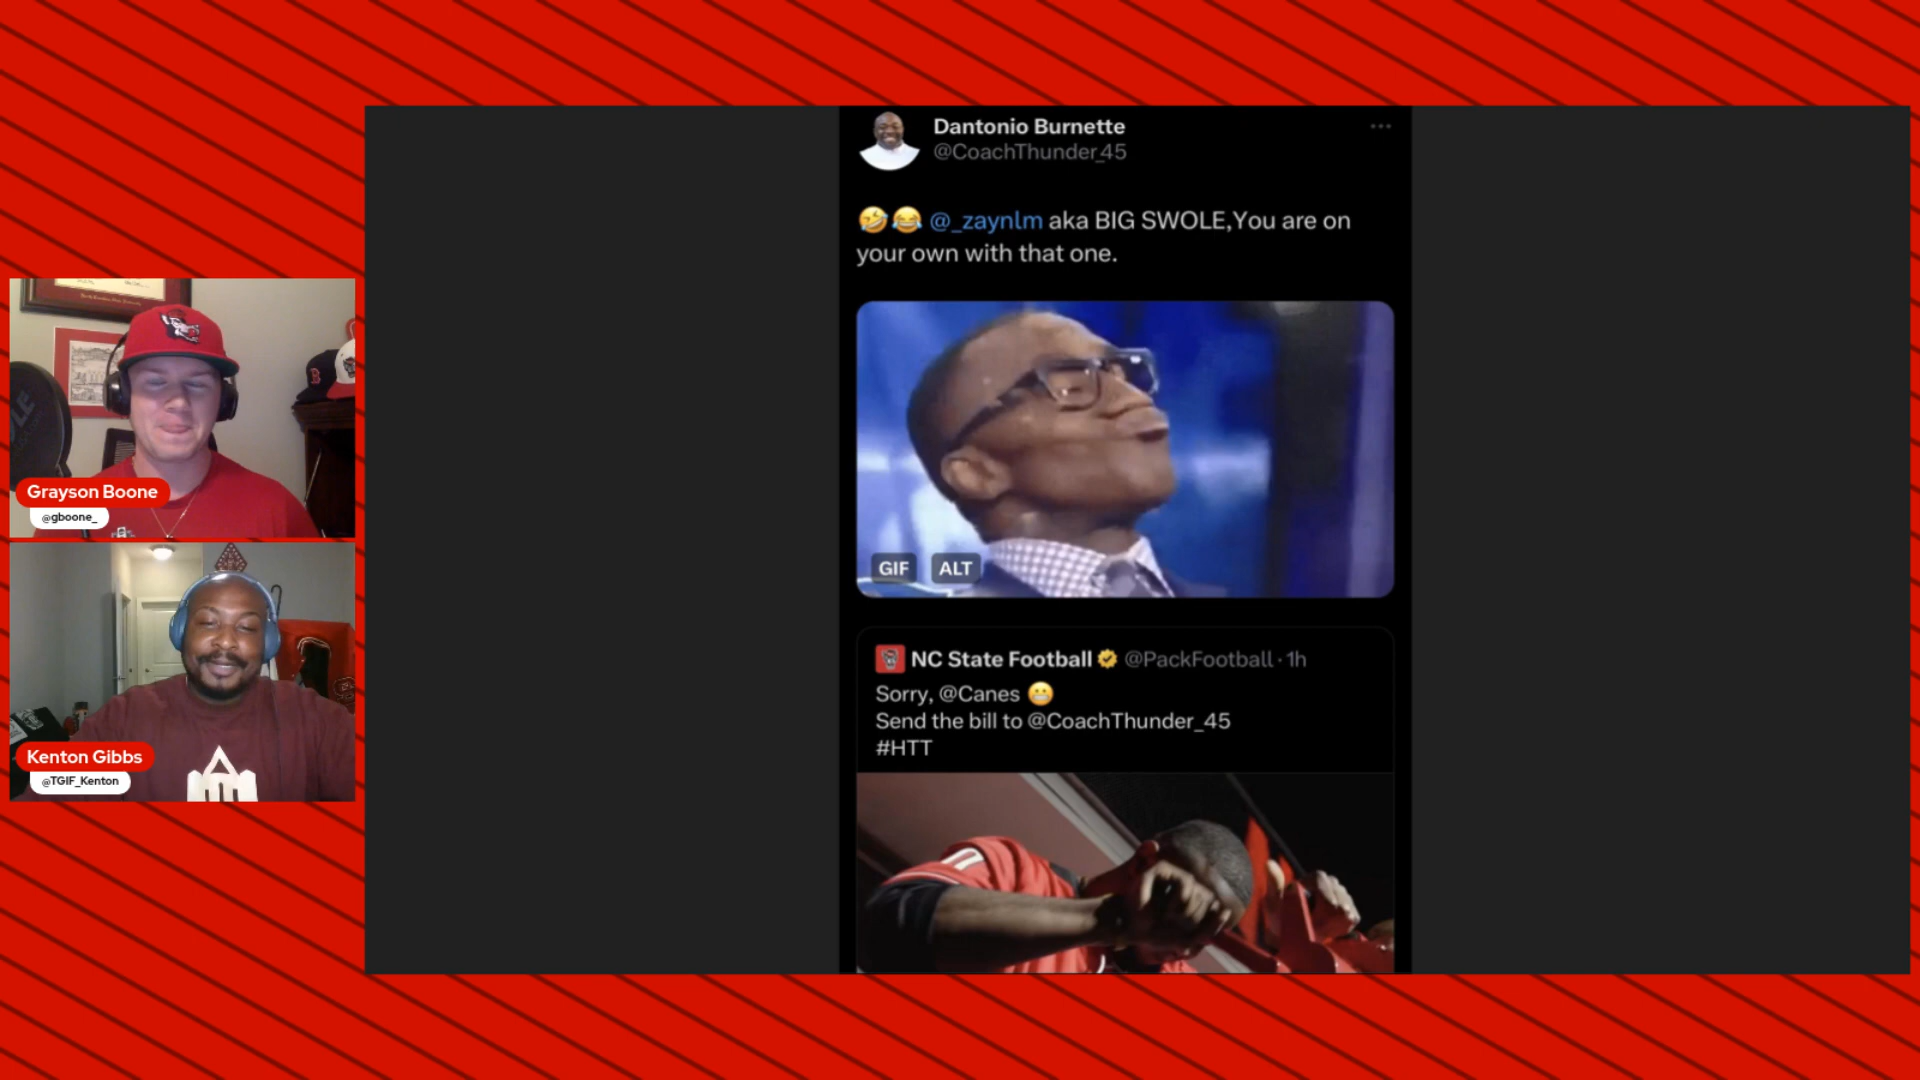 Dantonio Burnette
@CoachThunder_45
🤣😂 @_zaynlm aka BIG SWOLE,You are on
your own with that one.
GIF ALT
NC State Football @PackFootball · 1h
Sorry, @Canes 😬
Send the bill to @CoachThunder_45
#HTT
Grayson Boone
@gboone_
Kenton Gibbs
@TGIF_Kenton